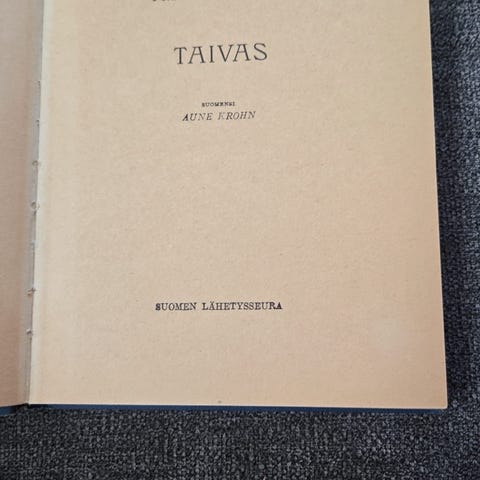 TAIVAS
SUOMENSI
AUNE KROHN
SUOMEN LÄHETYSSEURA